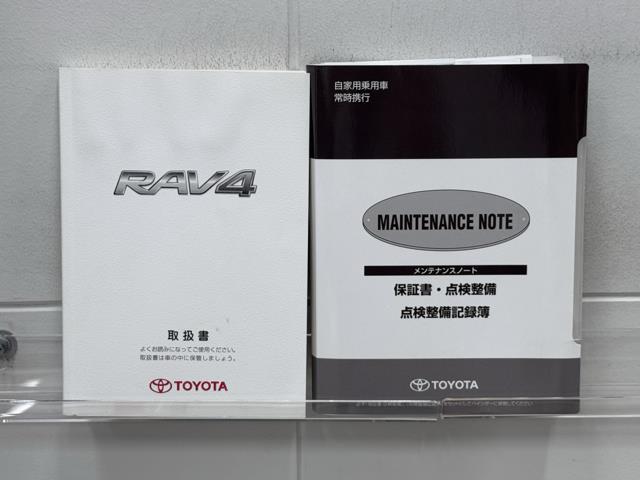 RAV4
取扱書
よくお読みになってご使用ください。
取扱書は車の中に保管しましょう。
TOYOTA
自家用乗用車
常時携行
MAINTENANCE NOTE
メンテナンスノート
保証書・点検整備
点検整備記録簿
TOYOTA